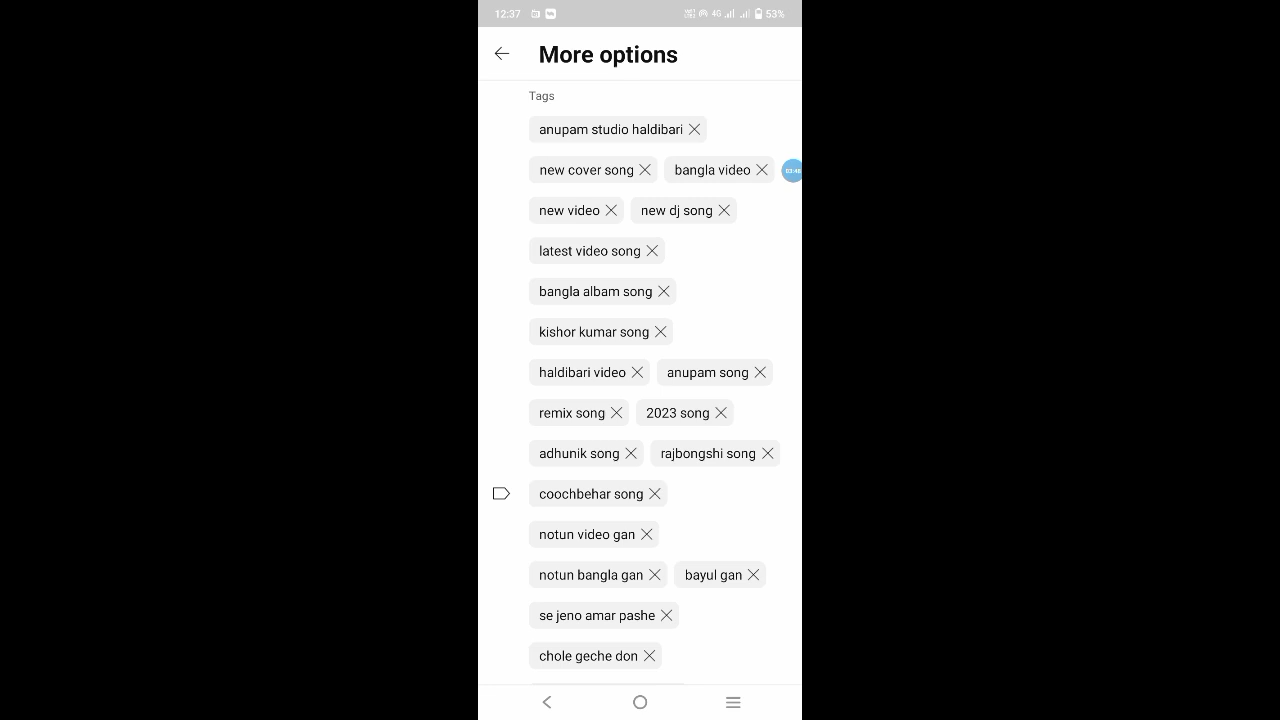 12:37 4G 53%
More options
Tags
anupam studio haldibari
new cover song bangla video
03:40
new video new dj song
latest video song
bangla albam song
kishor kumar song
haldibari video anupam song
remix song 2023 song
adhunik song rajbongshi song
coochbehar song
notun video gan
notun bangla gan bayul gan
se jeno amar pashe
chole geche don